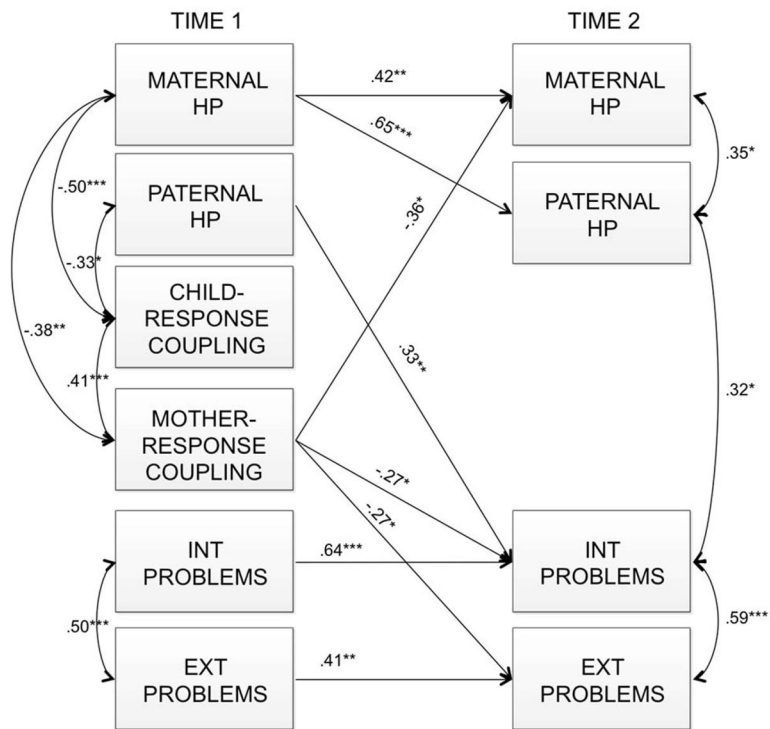 TIME 1
TIME 2
MATERNAL
HP
.42**
MATERNAL
HP
.65***
.35*
-.50***
PATERNAL
HP
-.36*
PATERNAL
HP
-.33*
CHILD-
RESPONSE
COUPLING
-.38**
.33**
.41***
.32*
MOTHER-
RESPONSE
COUPLING
-.27*
-.27*
INT
PROBLEMS
.64***
INT
PROBLEMS
.50***
.59***
EXT
PROBLEMS
.41**
EXT
PROBLEMS